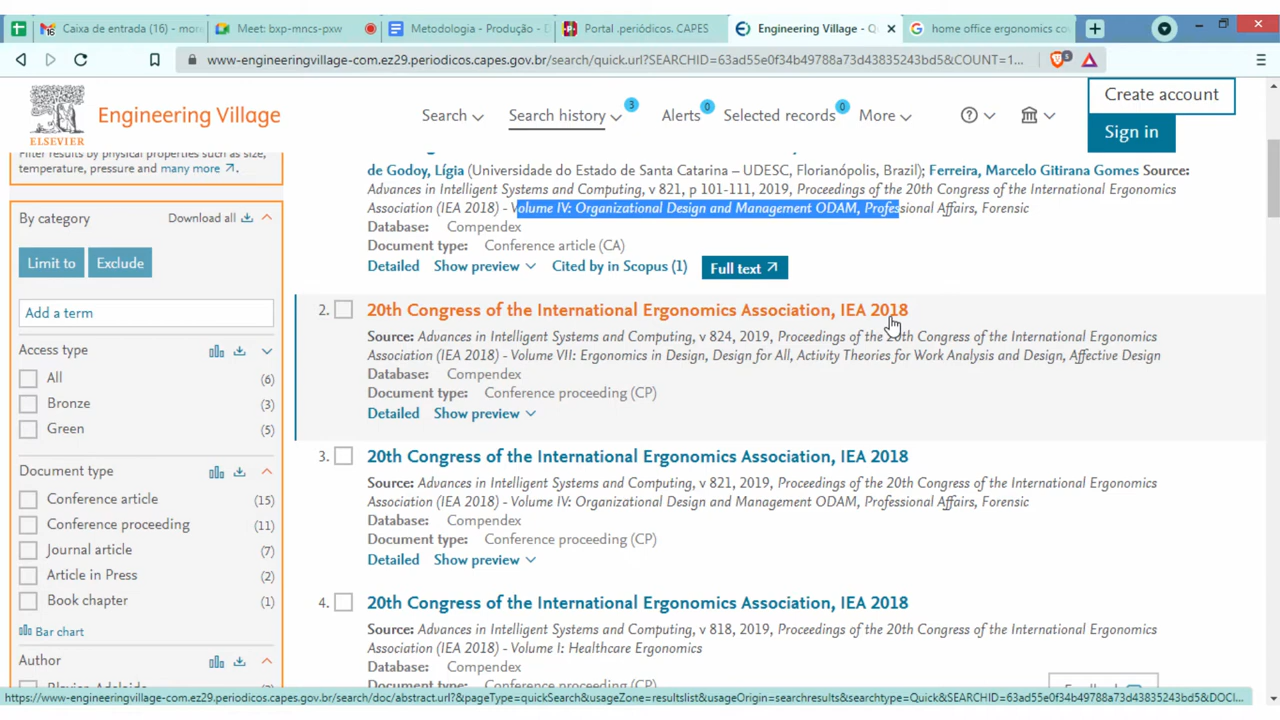 Caixa de entrada (16) - mor
Meet: bxp-mncs-pxw
Metodologia - Produção - D
Portal .periódicos. CAPES
Engineering Village - Qu
home office ergonomics co
www-engineeringvillage-com.ez29.periodicos.capes.gov.br/search/quick.url?SEARCHID=63ad55e0f34b49788a73d43835243bd5&COUNT=1...
ELSEVIER
Engineering Village
Search
Search history
3
Alerts
0
Selected records
0
More
Create account
Sign in
Filter results by physical properties such as size,
temperature, pressure and many more
By category
Download all
Limit to
Exclude
Add a term
Access type
All (6)
Bronze (3)
Green (5)
Document type
Conference article (15)
Conference proceeding (11)
Journal article (7)
Article in Press (2)
Book chapter (1)
Bar chart
Author
de Godoy, Lígia (Universidade do Estado de Santa Catarina – UDESC, Florianópolis, Brazil); Ferreira, Marcelo Gitirana Gomes Source:
Advances in Intelligent Systems and Computing, v 821, p 101-111, 2019, Proceedings of the 20th Congress of the International Ergonomics
Association (IEA 2018) - Volume IV: Organizational Design and Management ODAM, Professional Affairs, Forensic
Database: Compendex
Document type: Conference article (CA)
Detailed Show preview Cited by in Scopus (1) Full text
2. 20th Congress of the International Ergonomics Association, IEA 2018
Source: Advances in Intelligent Systems and Computing, v 824, 2019, Proceedings of the 20th Congress of the International Ergonomics
Association (IEA 2018) - Volume VII: Ergonomics in Design, Design for All, Activity Theories for Work Analysis and Design, Affective Design
Database: Compendex
Document type: Conference proceeding (CP)
Detailed Show preview
3. 20th Congress of the International Ergonomics Association, IEA 2018
Source: Advances in Intelligent Systems and Computing, v 821, 2019, Proceedings of the 20th Congress of the International Ergonomics
Association (IEA 2018) - Volume IV: Organizational Design and Management ODAM, Professional Affairs, Forensic
Database: Compendex
Document type: Conference proceeding (CP)
Detailed Show preview
4. 20th Congress of the International Ergonomics Association, IEA 2018
Source: Advances in Intelligent Systems and Computing, v 818, 2019, Proceedings of the 20th Congress of the International Ergonomics
Association (IEA 2018) - Volume I: Healthcare Ergonomics
Database: Compendex
Document type: Conference proceeding (CP)
https://www-engineeringvillage-com.ez29.periodicos.capes.gov.br/search/doc/abstract.url?&pageType=quickSearch&usageZone=resultslist&usageOrigin=searchresults&searchtype=Quick&SEARCHID=63ad55e0f34b49788a73d43835243bd5&DOCI...